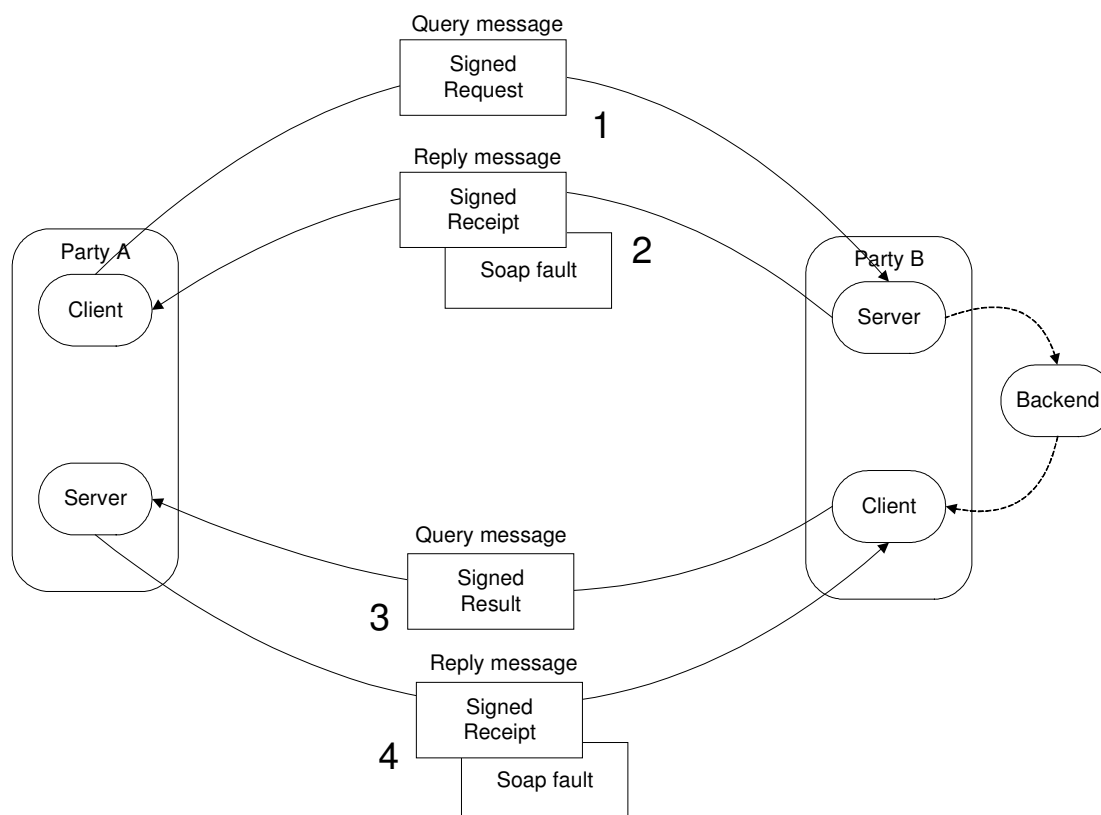 Query message
Signed
Request
1
Reply message
Signed
Receipt
2
Soap fault
Party A
Client
Party B
Server
Backend
Server
Client
Query message
Signed
Result
3
Reply message
Signed
Receipt
4
Soap fault